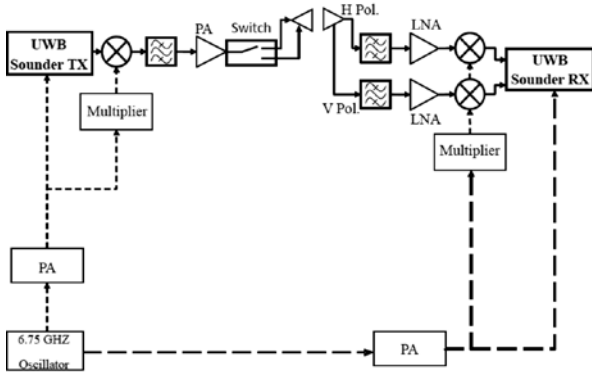 UWB
Sounder TX
PA
Switch
H Pol.
LNA
UWB
Sounder RX
Multiplier
V Pol.
LNA
Multiplier
PA
6.75 GHZ
Oscillator
PA